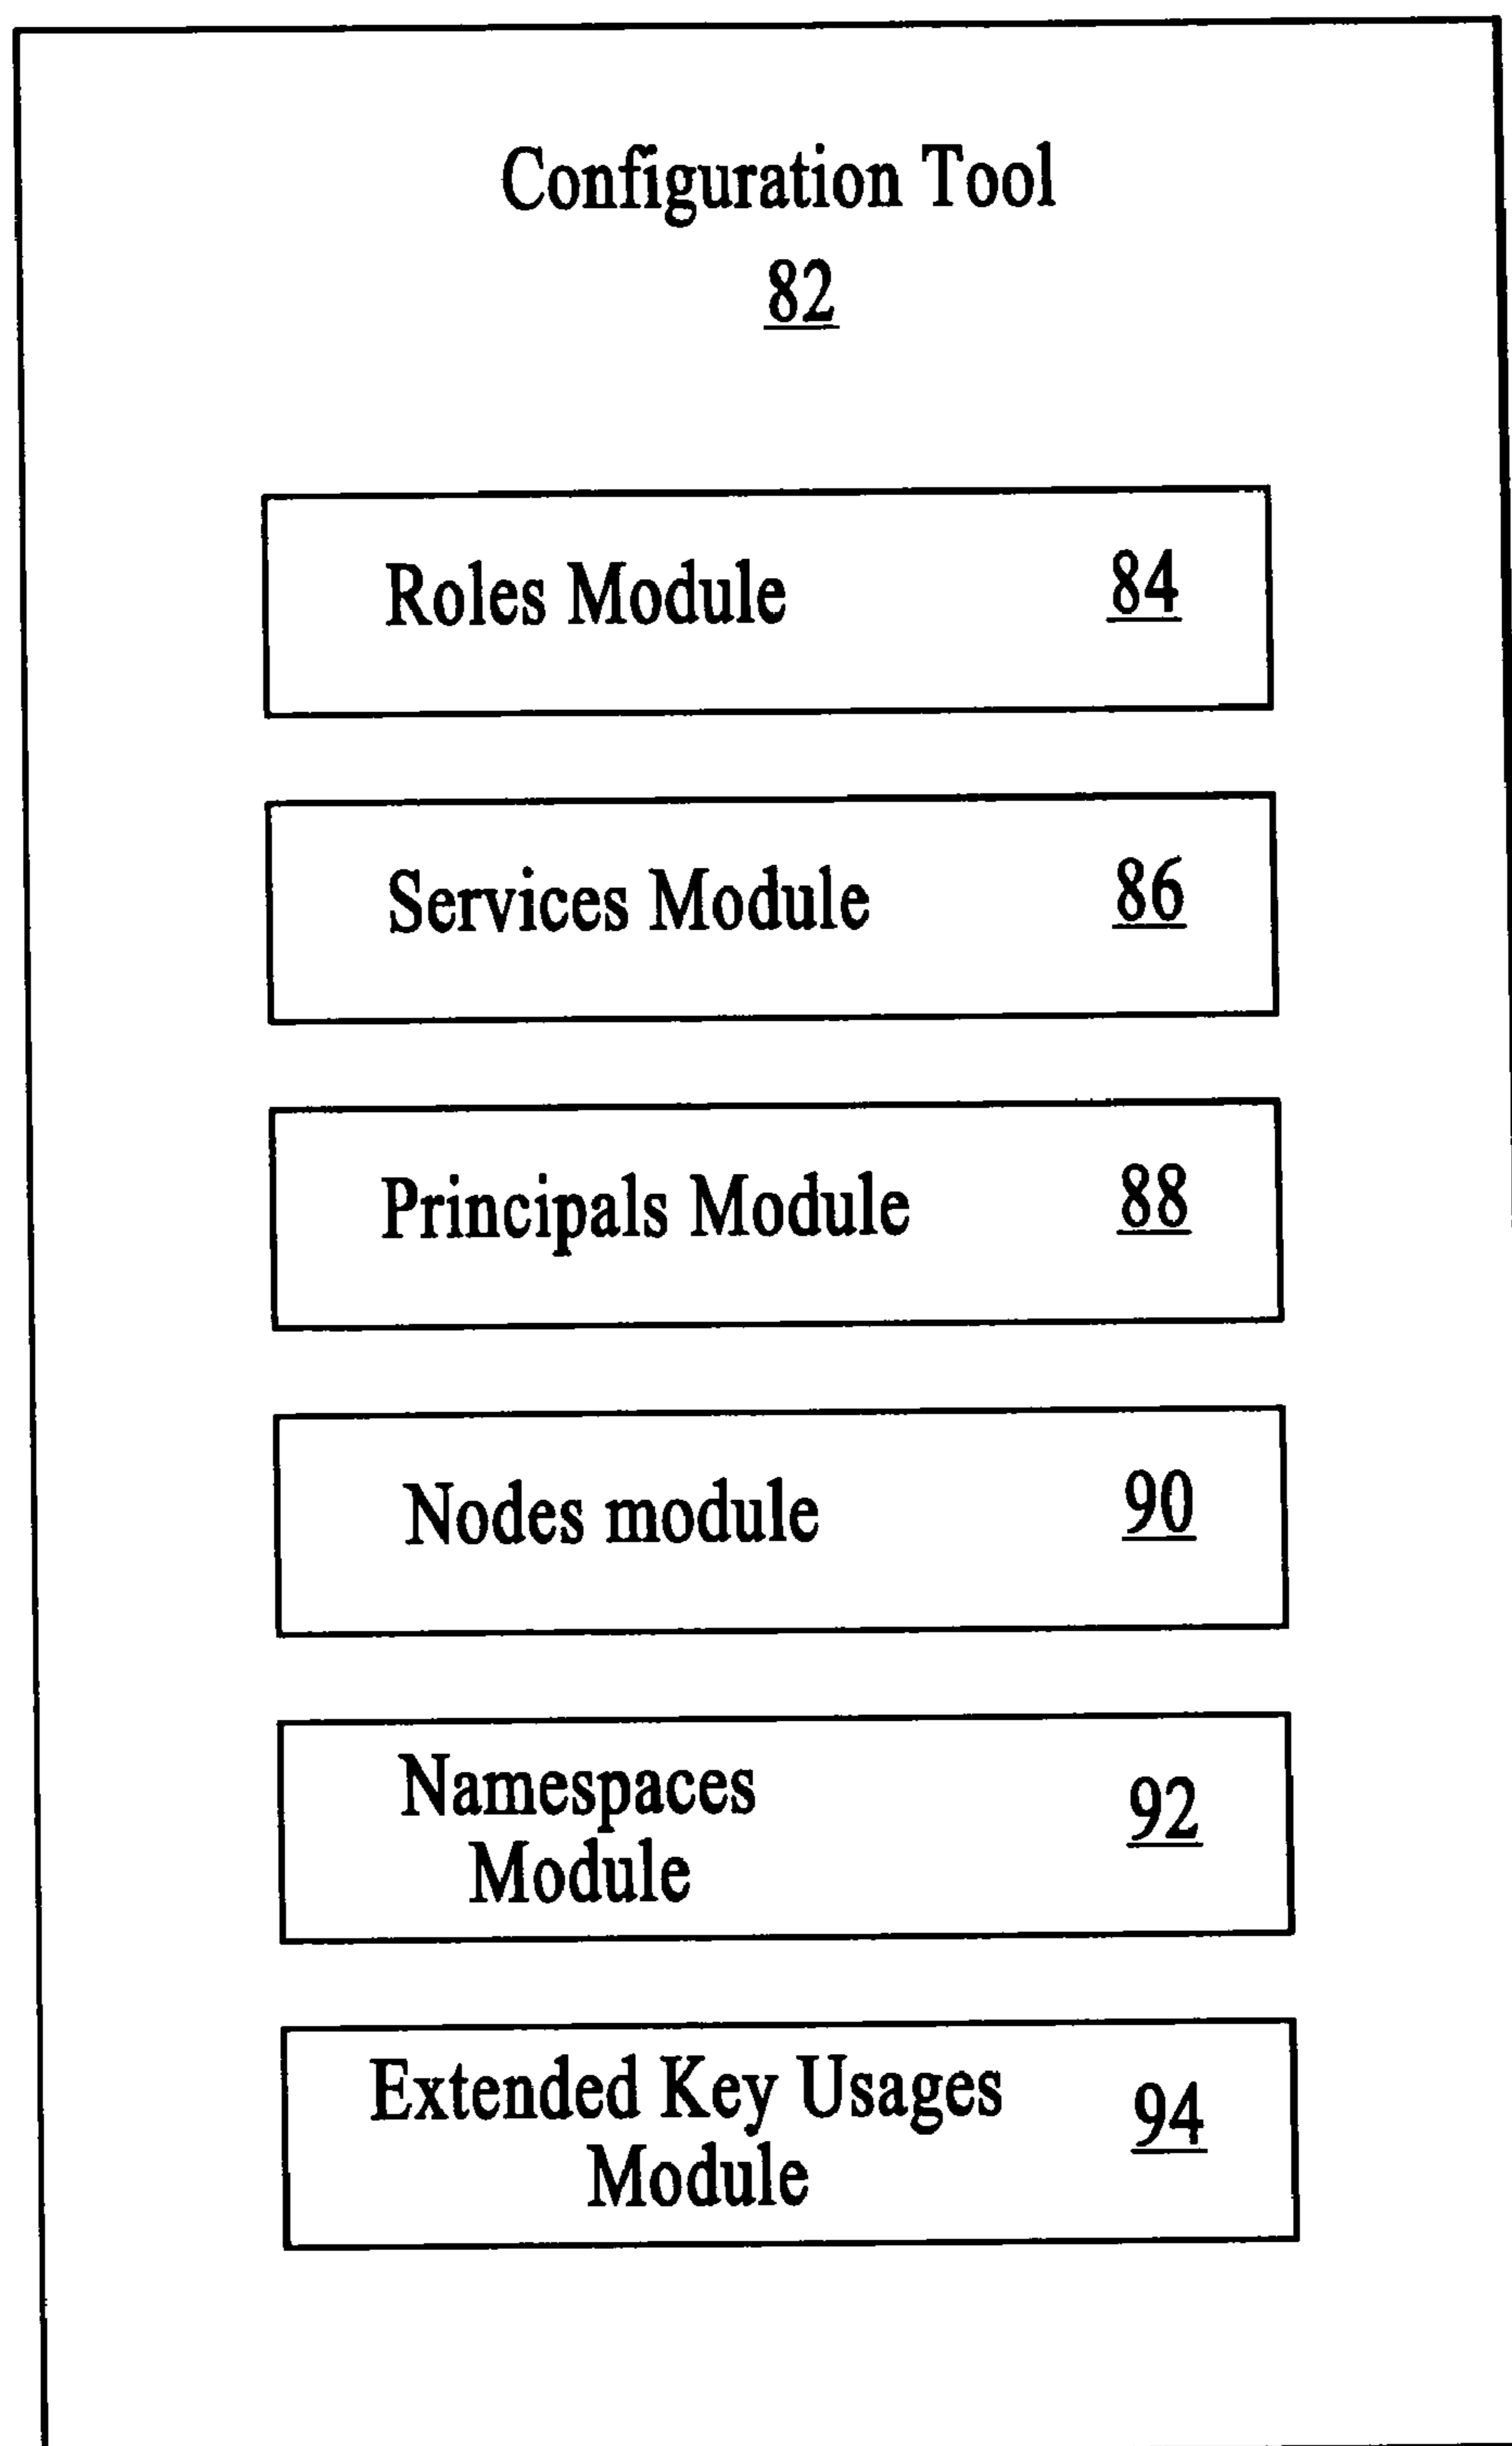 Configuration Tool
82
Roles Module 84
Services Module 86
Principals Module 88
Nodes module 90
Namespaces
Module 92
Extended Key Usages
Module 94